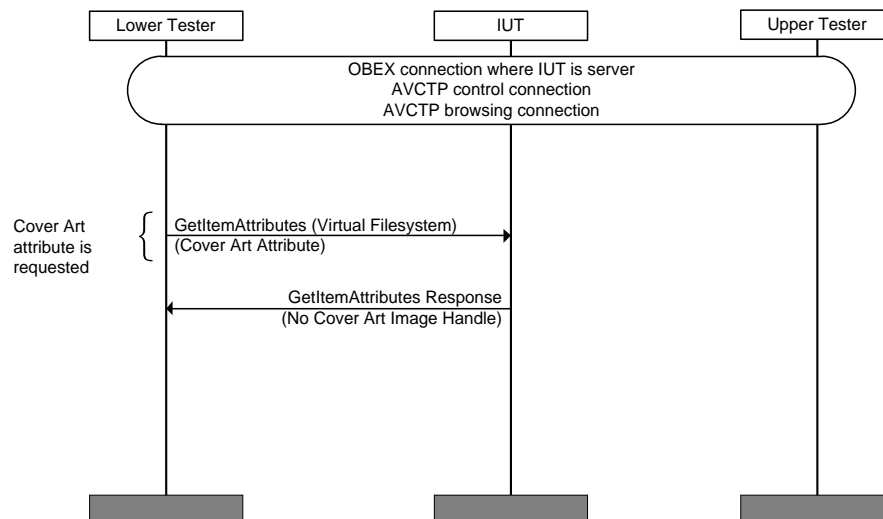 Lower Tester
IUT
Upper Tester
OBEX connection where IUT is server
AVCTP control connection
AVCTP browsing connection
Cover Art
attribute is
requested
GetItemAttributes (Virtual Filesystem)
(Cover Art Attribute)
GetItemAttributes Response
(No Cover Art Image Handle)